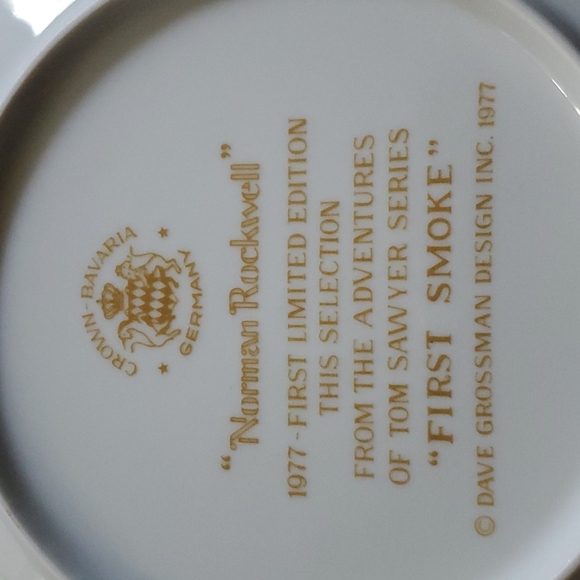 CROWN - BAVARIA
GERMANY
"Norman Rockwell"
1977 - FIRST LIMITED EDITION
THIS SELECTION
FROM THE ADVENTURES
OF TOM SAWYER SERIES
"FIRST SMOKE"
© DAVE GROSSMAN DESIGN INC. 1977